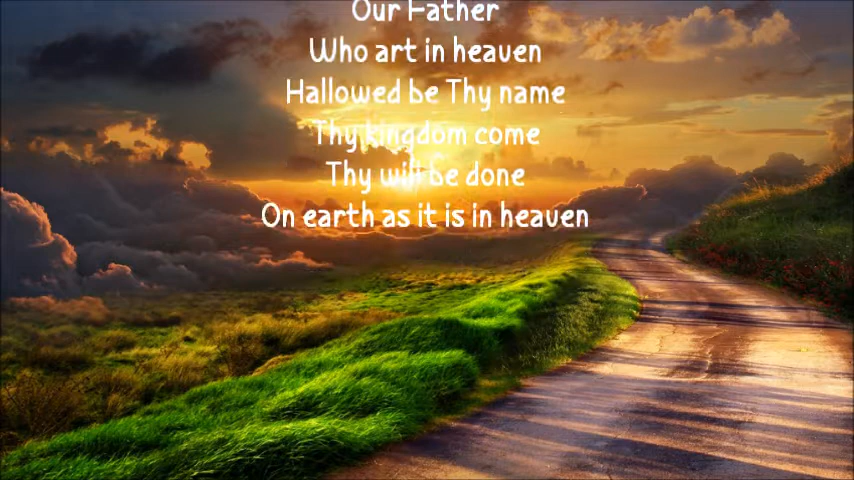 Our Father
Who art in heaven
Hallowed be Thy name
Thy kingdom come
Thy will be done
On earth as it is in heaven